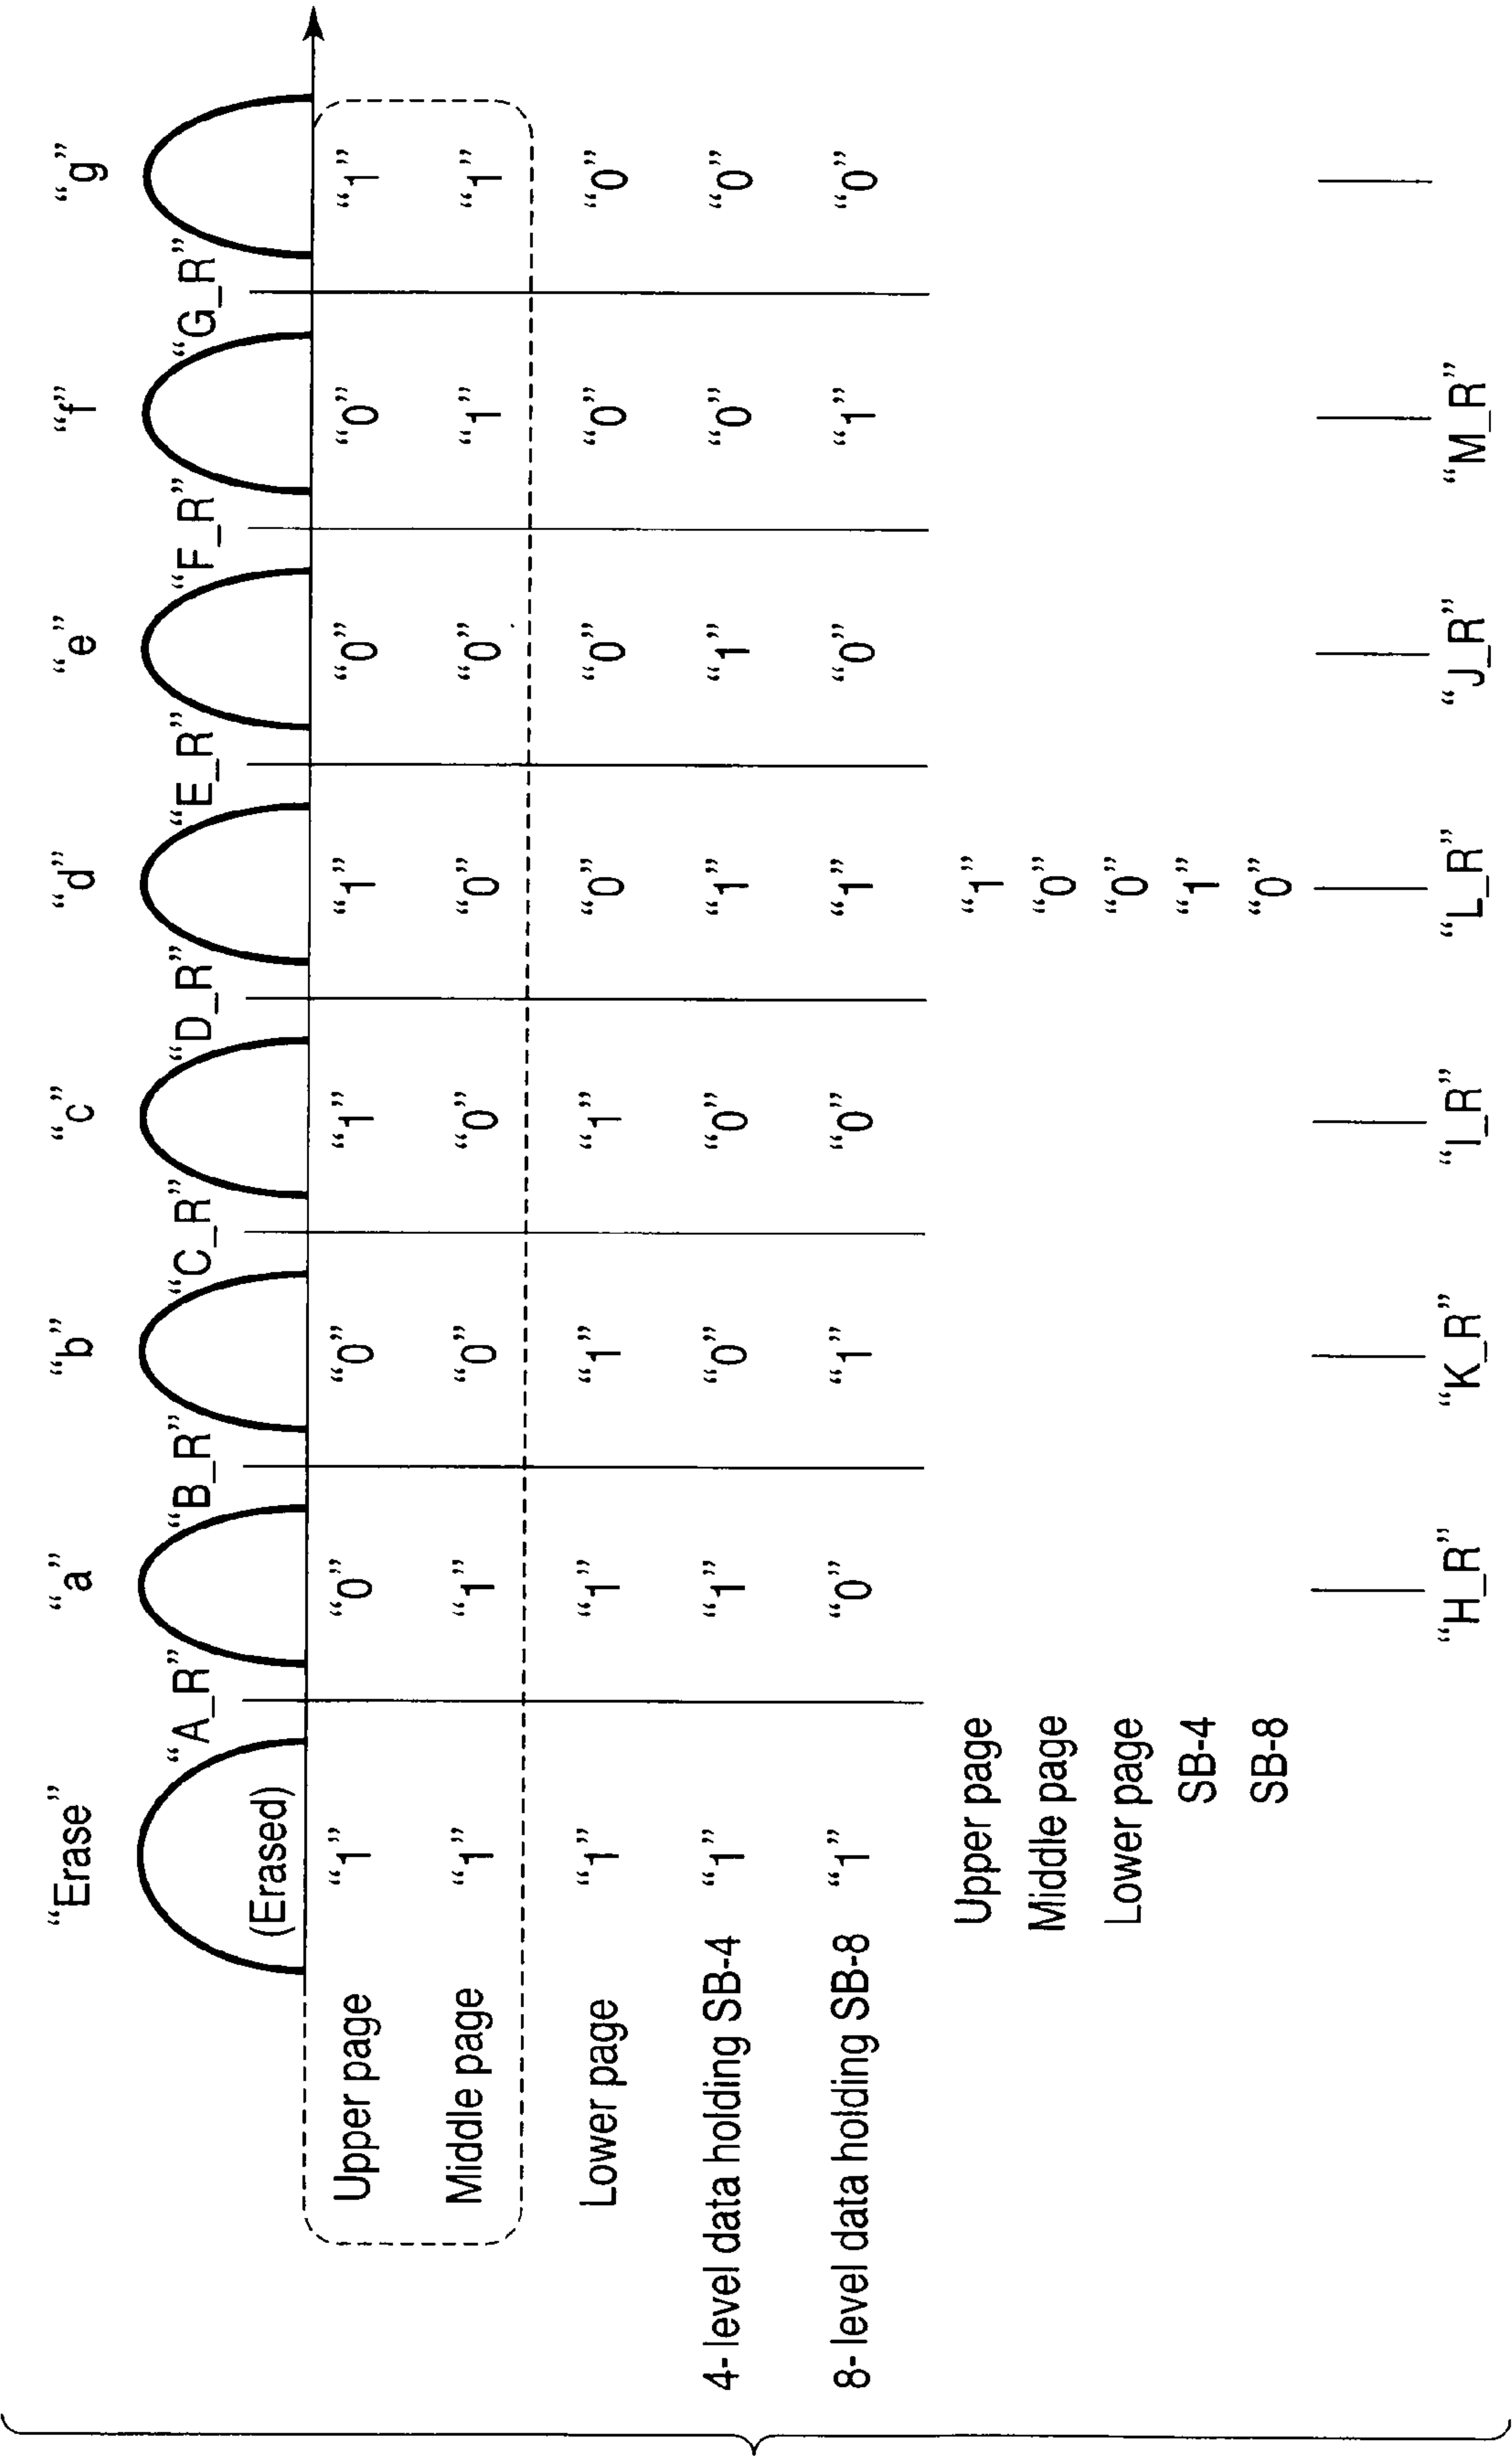 “Erase” “a” “b” “c” “d” “e” “f” “g”
“A_R” “B_R” “C_R” “D_R” “E_R” “F_R” “G_R”
(Erased)
Upper page “1” “0” “0” “1” “1” “0” “0” “1”
Middle page “1” “1” “0” “0” “0” “0” “1” “1”
Lower page “1” “1” “1” “1” “0” “0” “0” “0”
4- level data holding SB-4 “1” “1” “0” “0” “1” “1” “0” “0”
8- level data holding SB-8 “1” “0” “1” “0” “1” “0” “1” “0”
Upper page “1”
Middle page “0”
Lower page “0”
SB-4 “1”
SB-8 “0”
“H_R” “K_R” “I_R” “L_R” “J_R” “M_R”